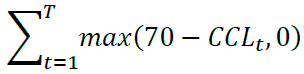 ∑_{t=1}^{T} max(70 − CCL_t, 0)